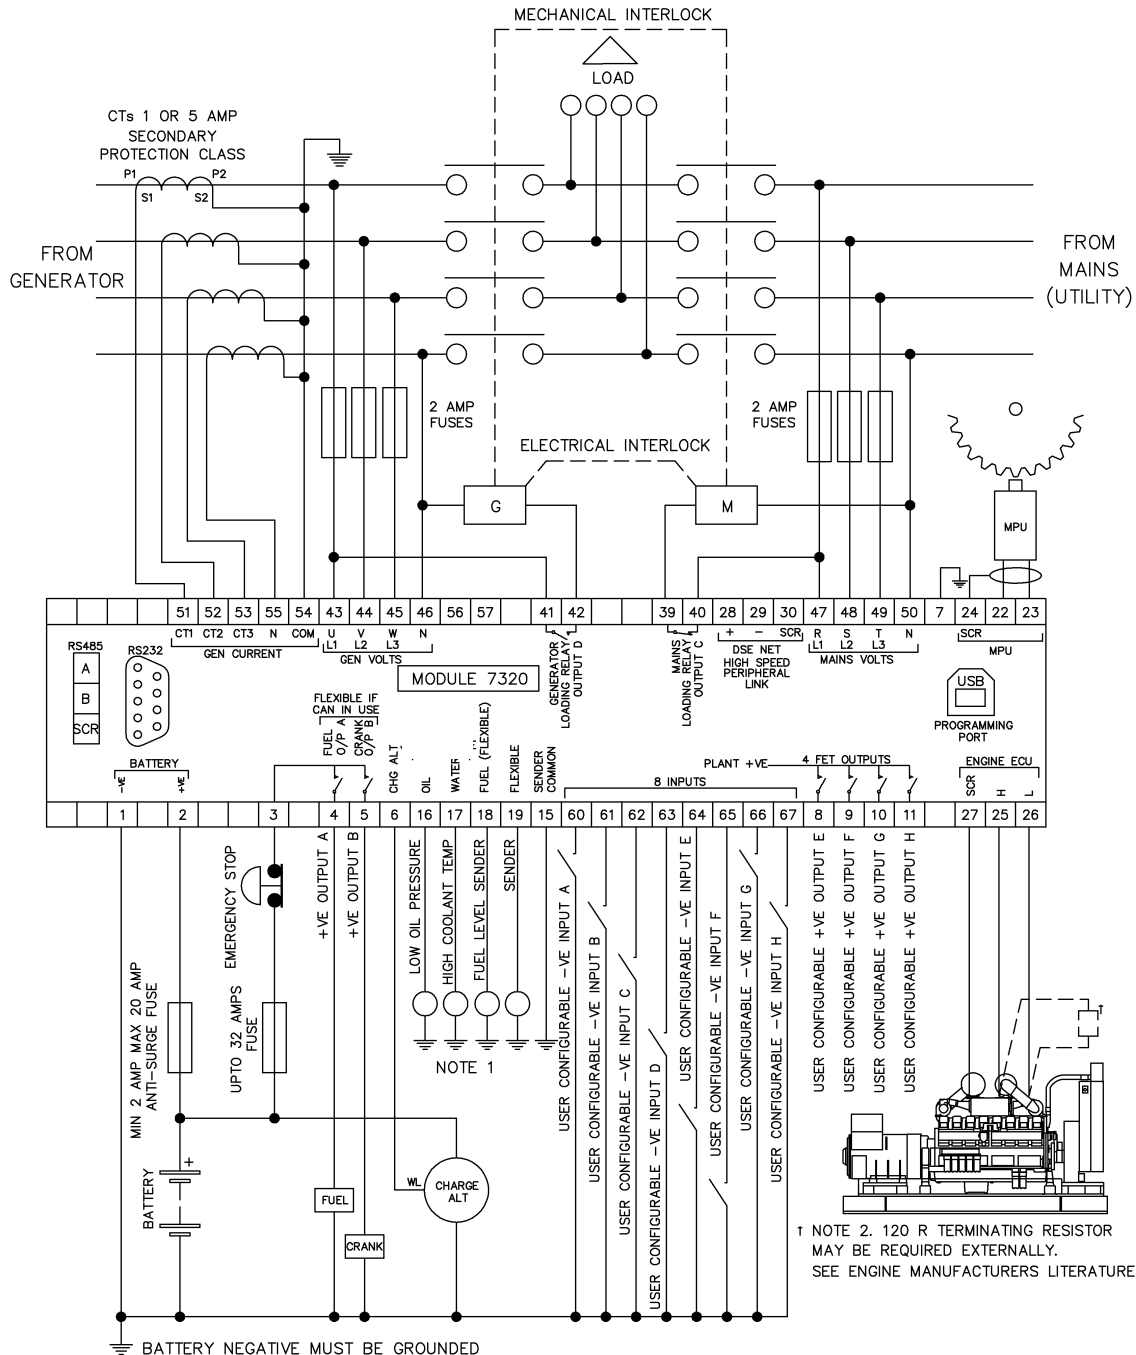 MECHANICAL INTERLOCK
LOAD
CTs 1 OR 5 AMP
SECONDARY
PROTECTION CLASS
P1
P2
S1
S2
FROM
GENERATOR
FROM
MAINS
(UTILITY)
2 AMP
FUSES
2 AMP
FUSES
ELECTRICAL INTERLOCK
G
M
MPU
51 52 53 55 54 43 44 45 46 56 57 41 42 39 40 28 29 30 47 48 49 50 7 24 22 23
CT1 CT2 CT3 N COM
GEN CURRENT
U V W N
L1 L2 L3
GEN VOLTS
GENERATOR
LOADING RELAY
OUTPUT D
MAINS
LOADING RELAY
OUTPUT C
+ − SCR
DSE NET
HIGH SPEED
PERIPHERAL
LINK
R S T N
L1 L2 L3
MAINS VOLTS
SCR
MPU
RS485
A
B
SCR
RS232
MODULE 7320
USB
PROGRAMMING
PORT
FLEXIBLE IF
CAN IN USE
FUEL
O/P A
CRANK
O/P B
CHG ALT
OIL
WATER
FUEL (FLEXIBLE)
FLEXIBLE
SENDER
COMMON
BATTERY
-VE
+VE
8 INPUTS
PLANT +VE
4 FET OUTPUTS
ENGINE ECU
SCR
H
L
1 2 3 4 5 6 16 17 18 19 15 60 61 62 63 64 65 66 67 8 9 10 11 27 25 26
EMERGENCY STOP
+VE OUTPUT A
+VE OUTPUT B
LOW OIL PRESSURE
HIGH COOLANT TEMP
FUEL LEVEL SENDER
SENDER
NOTE 1
USER CONFIGURABLE -VE INPUT A
USER CONFIGURABLE -VE INPUT B
USER CONFIGURABLE -VE INPUT C
USER CONFIGURABLE -VE INPUT D
USER CONFIGURABLE -VE INPUT E
USER CONFIGURABLE -VE INPUT F
USER CONFIGURABLE -VE INPUT G
USER CONFIGURABLE -VE INPUT H
USER CONFIGURABLE +VE OUTPUT E
USER CONFIGURABLE +VE OUTPUT F
USER CONFIGURABLE +VE OUTPUT G
USER CONFIGURABLE +VE OUTPUT H
MIN 2 AMP MAX 20 AMP
ANTI-SURGE FUSE
UPTO 32 AMPS
FUSE
BATTERY
+
FUEL
CRANK
WL
CHARGE
ALT
†
† NOTE 2. 120 R TERMINATING RESISTOR
MAY BE REQUIRED EXTERNALLY.
SEE ENGINE MANUFACTURERS LITERATURE
BATTERY NEGATIVE MUST BE GROUNDED